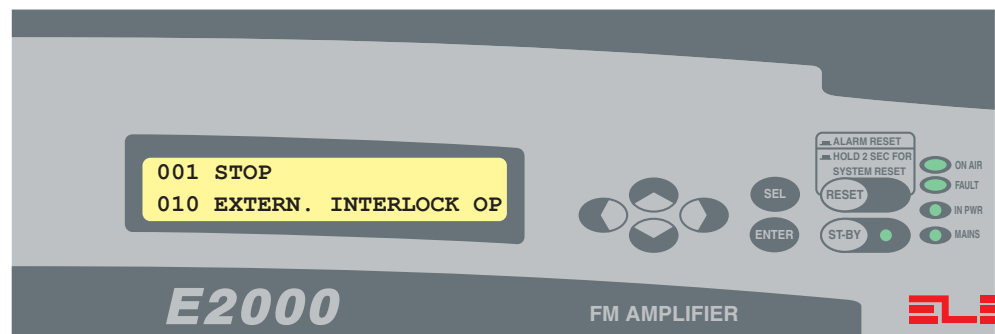 001 STOP
010 EXTERN. INTERLOCK OP
ALARM RESET
HOLD 2 SEC FOR
SYSTEM RESET
RESET
SEL
ENTER
ST-BY
ON AIR
FAULT
IN PWR
MAINS
E2000
FM AMPLIFIER
ELE